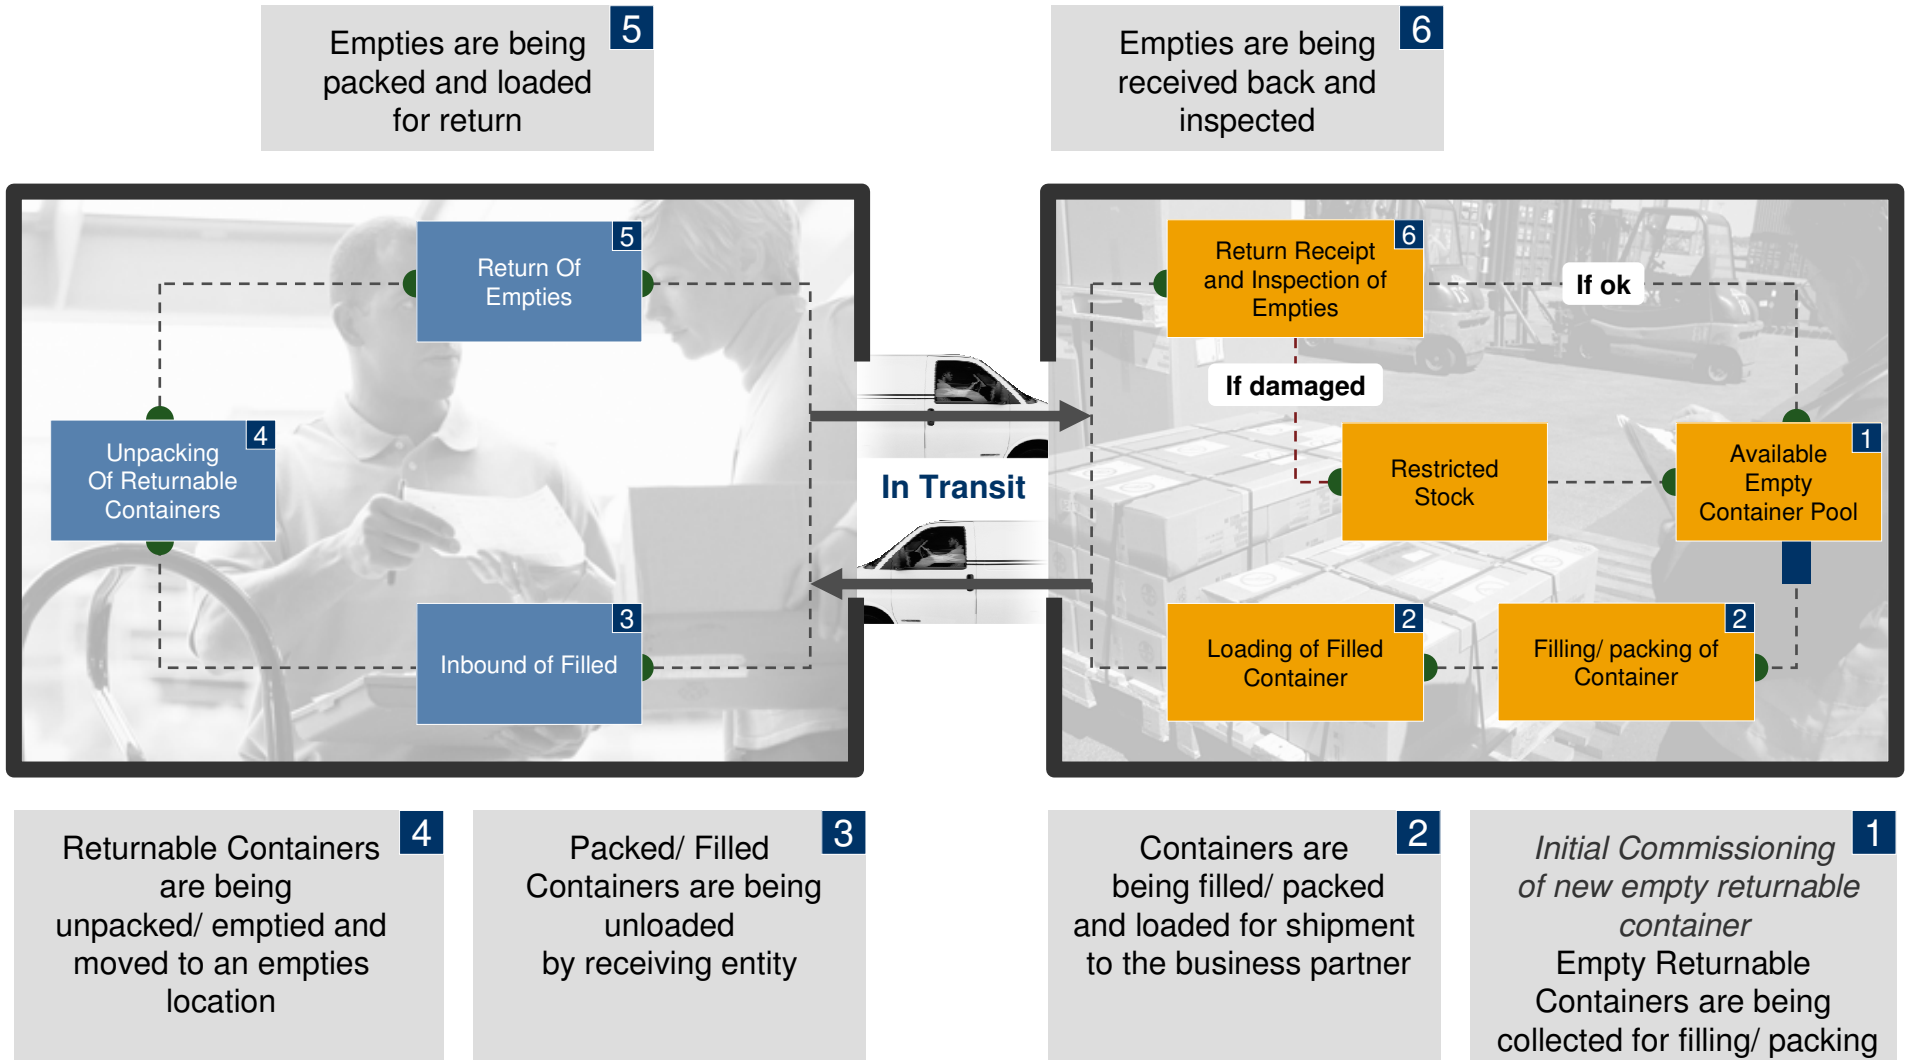 5
Empties are being
packed and loaded
for return
6
Empties are being
received back and
inspected
5
Return Of
Empties
4
Unpacking
Of Returnable
Containers
3
Inbound of Filled
In Transit
6
Return Receipt
and Inspection of
Empties
If ok
If damaged
Restricted
Stock
1
Available
Empty
Container Pool
2
Loading of Filled
Container
2
Filling/ packing of
Container
4
Returnable Containers
are being
unpacked/ emptied and
moved to an empties
location
3
Packed/ Filled
Containers are being
unloaded
by receiving entity
2
Containers are
being filled/ packed
and loaded for shipment
to the business partner
1
Initial Commissioning
of new empty returnable
container
Empty Returnable
Containers are being
collected for filling/ packing